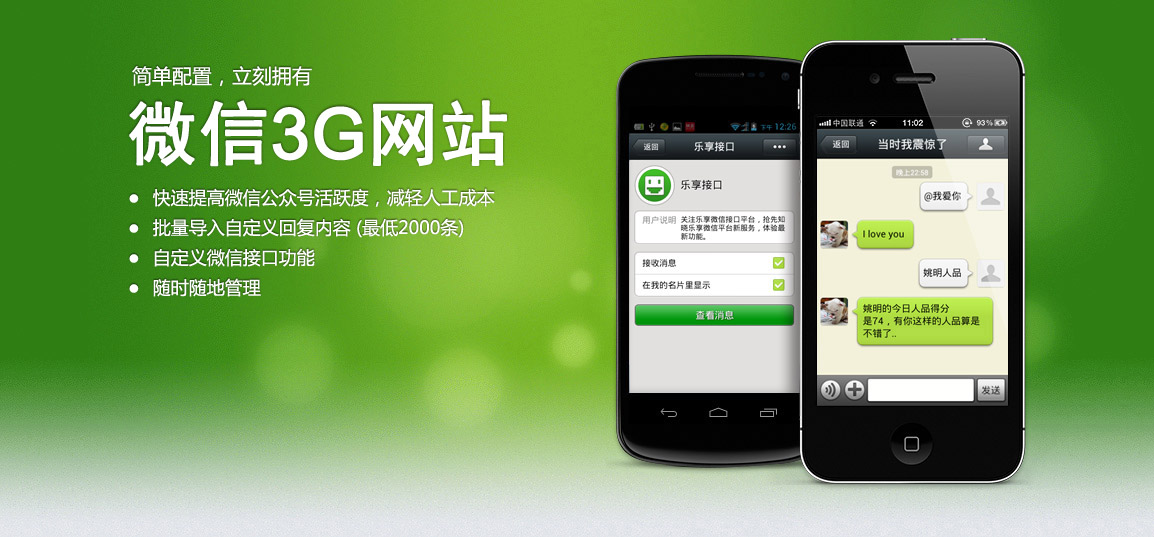 简单配置，立刻拥有
微信3G网站
快速提高微信公众号活跃度，减轻人工成本
批量导入自定义回复内容 (最低2000条)
自定义微信接口功能
随时随地管理
下午 12:26
返回
乐享接口
乐享接口
用户说明
关注乐享微信接口平台，抢先知
晓乐享微信平台新服务，体验最
新功能。
接收消息
在我的名片里显示
查看消息
中国联通
11:02
93%
返回
当时我震惊了
晚上22:58
@我爱你
I love you
姚明人品
姚明的今日人品得分
是74，有你这样的人品算是
不错了..
发送